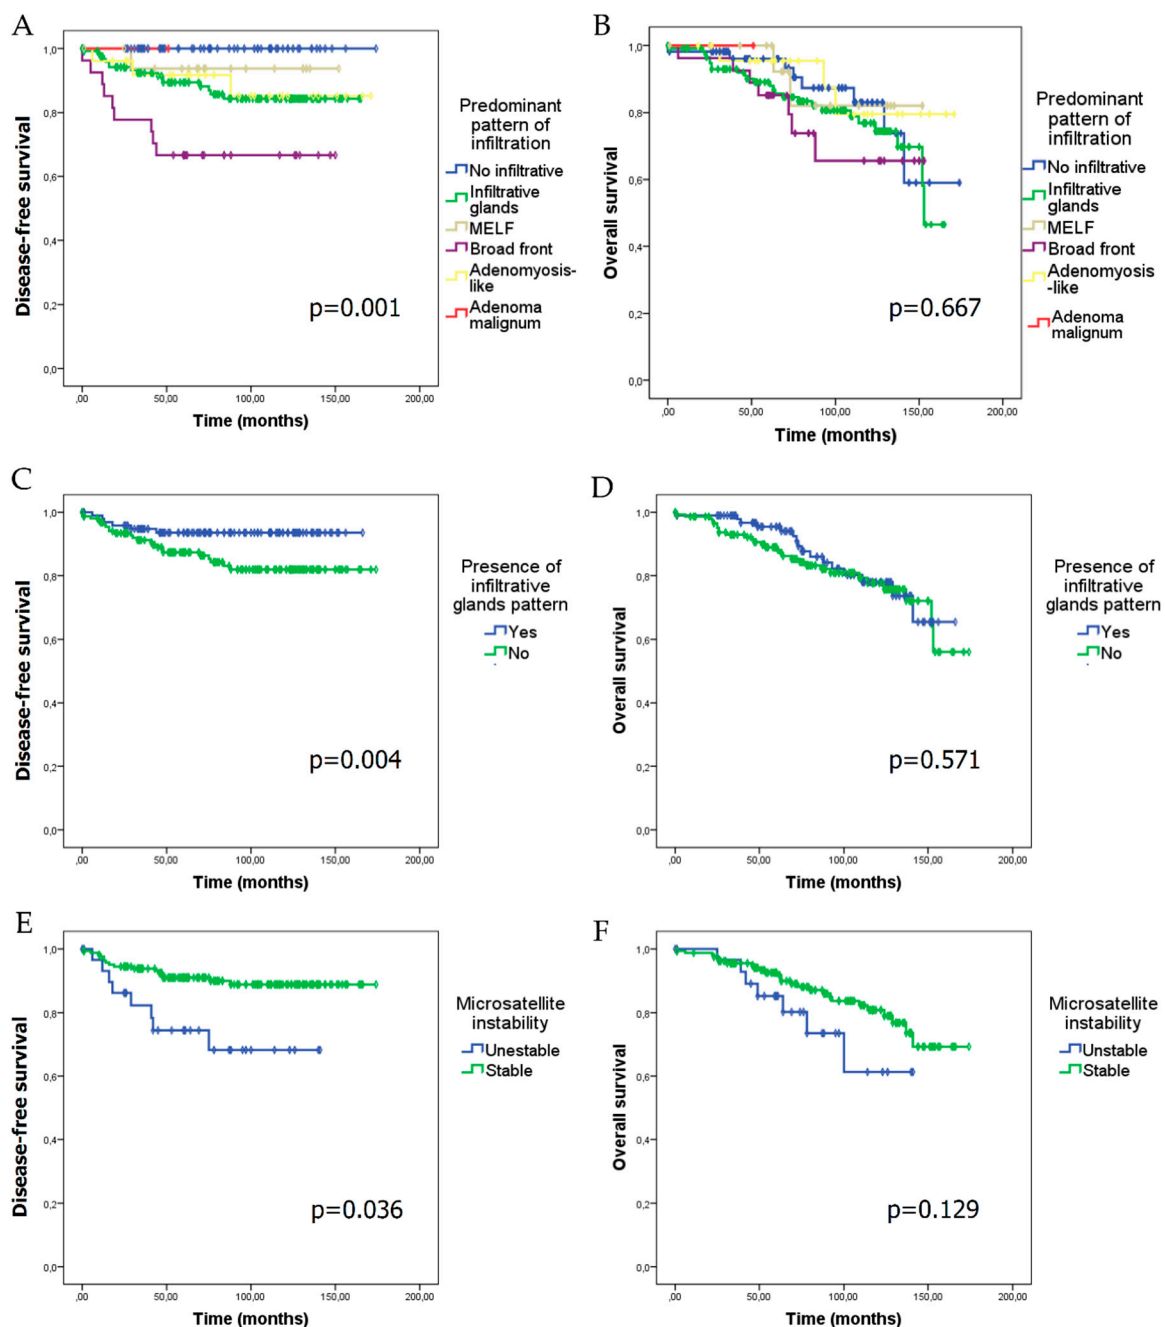 A
Disease-free survival
1,0
0,8
0,6
0,4
0,2
0,0
,00
50,00
100,00
150,00
200,00
Time (months)
p=0.001
Predominant
pattern of
infiltration
No infiltrative
Infiltrative
glands
MELF
Broad front
Adenomyosis-
like
Adenoma
malignum
B
Overall survival
1,0
0,8
0,6
0,4
0,2
0,0
,00
50,00
100,00
150,00
200,00
Time (months)
p=0.667
Predominant
pattern of
infiltration
No infiltrative
Infiltrative
glands
MELF
Broad front
Adenomyosis
-like
Adenoma
malignum
C
Disease-free survival
1,0
0,8
0,6
0,4
0,2
0,0
,00
50,00
100,00
150,00
200,00
Time (months)
p=0.004
Presence of
infiltrative
glands pattern
Yes
No
D
Overall survival
1,0
0,8
0,6
0,4
0,2
0,0
,00
50,00
100,00
150,00
200,00
Time (months)
p=0.571
Presence of
infiltrative
glands pattern
Yes
No
E
Disease-free survival
1,0
0,8
0,6
0,4
0,2
0,0
,00
50,00
100,00
150,00
200,00
Time (months)
p=0.036
Microsatellite
instability
Unestable
Stable
F
Overall survival
1,0
0,8
0,6
0,4
0,2
0,0
,00
50,00
100,00
150,00
200,00
Time (months)
p=0.129
Microsatellite
instability
Unstable
Stable